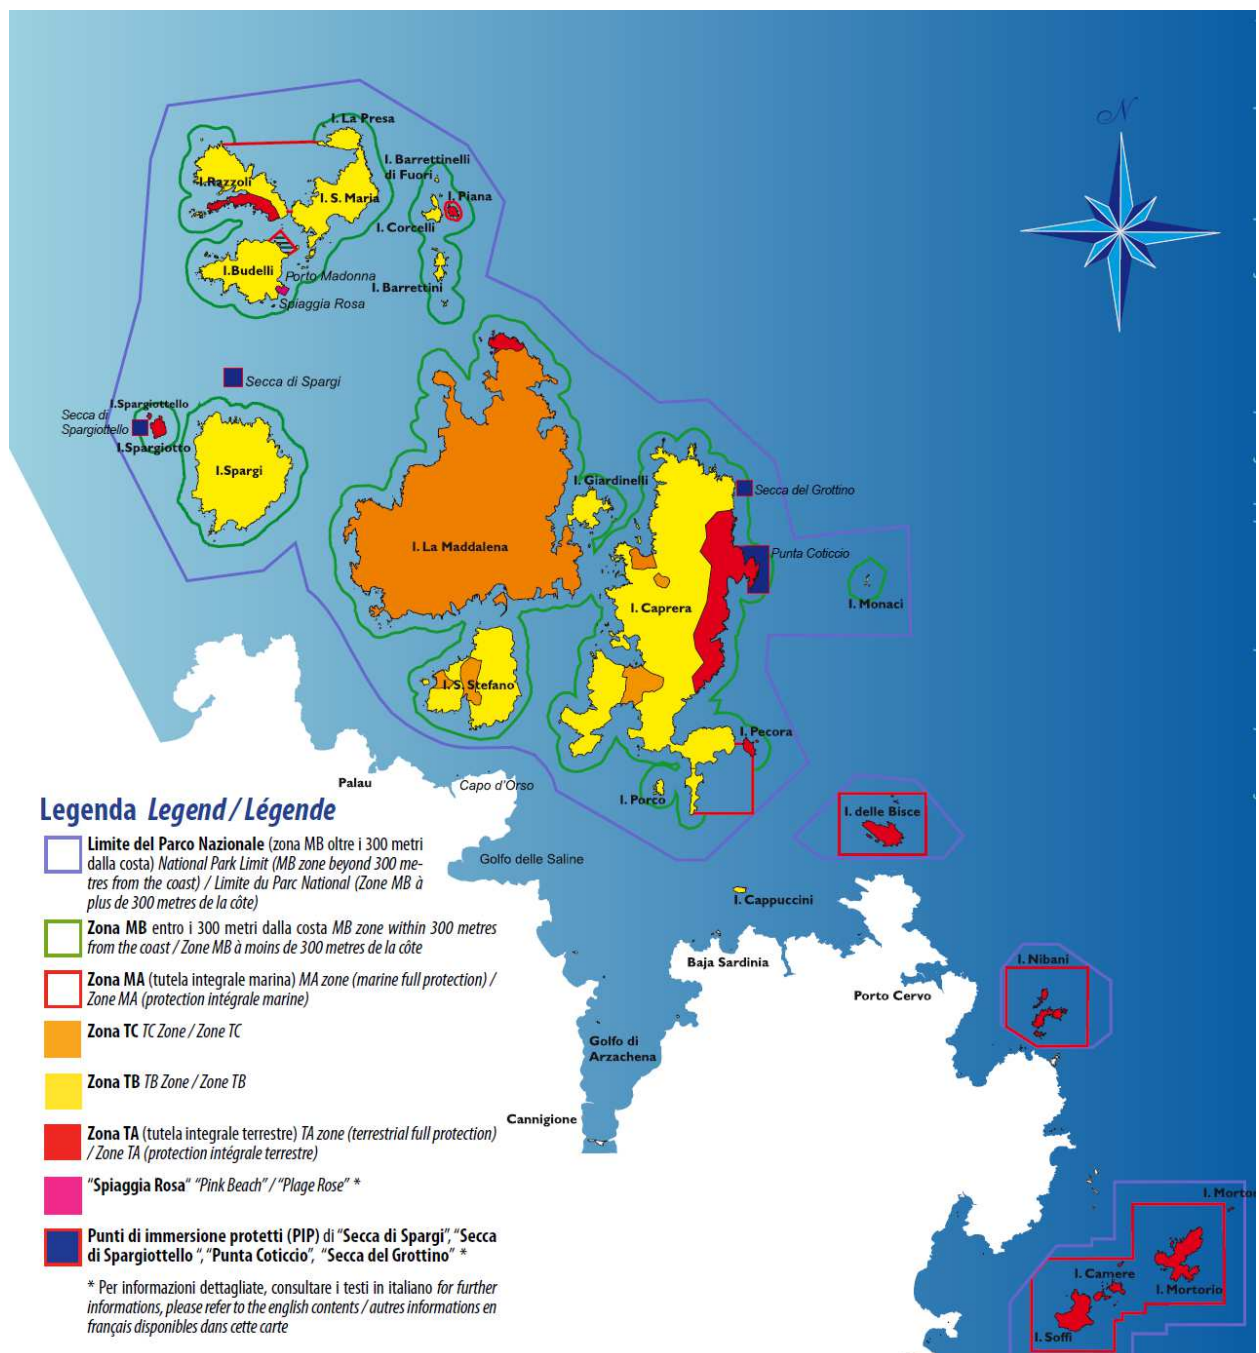 N
I. La Presa
I. Barrettinelli
di Fuori
I.Razzoli
I. S. Maria
I. Piana
I. Corcelli
I.Budelli
Porto Madonna
I. Barrettini
Spiaggia Rosa
Secca di Spargi
I.Spargiottello
Secca di
Spargiottello
I.Spargiotto
I.Spargi
I. Giardinelli
Secca del Grottino
I. La Maddalena
Punta Coticcio
I. Caprera
I. Monaci
I. S. Stefano
I. Pecora
Palau
Capo d'Orso
I. Porco
I. delle Bisce
Golfo delle Saline
I. Cappuccini
Baja Sardinia
I. Nibani
Porto Cervo
Golfo di
Arzachena
Cannigione
I. Camere
I. Mortorio
I. Soffi
Legenda Legend / Légende
Limite del Parco Nazionale (zona MB oltre i 300 metri
dalla costa) National Park Limit (MB zone beyond 300 me-
tres from the coast) / Limite du Parc National (Zone MB à
plus de 300 metres de la côte)
Zona MB entro i 300 metri dalla costa MB zone within 300 metres
from the coast / Zone MB à moins de 300 metres de la côte
Zona MA (tutela integrale marina) MA zone (marine full protection) /
Zone MA (protection intégrale marine)
Zona TC TC Zone / Zone TC
Zona TB TB Zone / Zone TB
Zona TA (tutela integrale terrestre) TA zone (terrestrial full protection)
/ Zone TA (protection intégrale terrestre)
"Spiaggia Rosa" "Pink Beach" / "Plage Rose" *
Punti di immersione protetti (PIP) di "Secca di Spargi", "Secca
di Spargiottello ", "Punta Coticcio", "Secca del Grottino" *
* Per informazioni dettagliate, consultare i testi in italiano for further
informations, please refer to the english contents / autres informations en
français disponibles dans cette carte